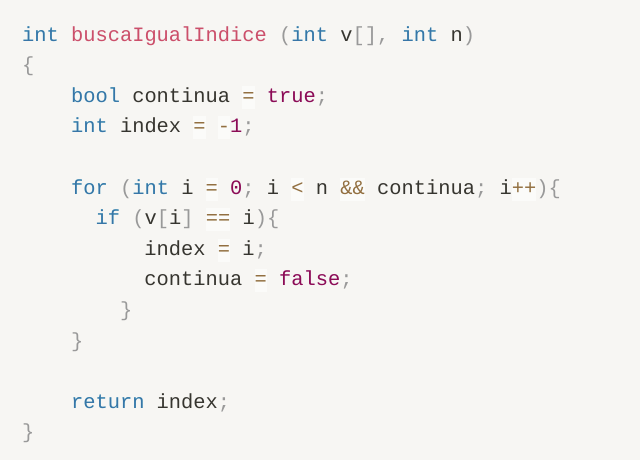 int buscaIgualIndice (int v[], int n)
{
    bool continua = true;
    int index = -1;

    for (int i = 0; i < n && continua; i++){
      if (v[i] == i){
          index = i;
          continua = false;
        }
    }

    return index;
}